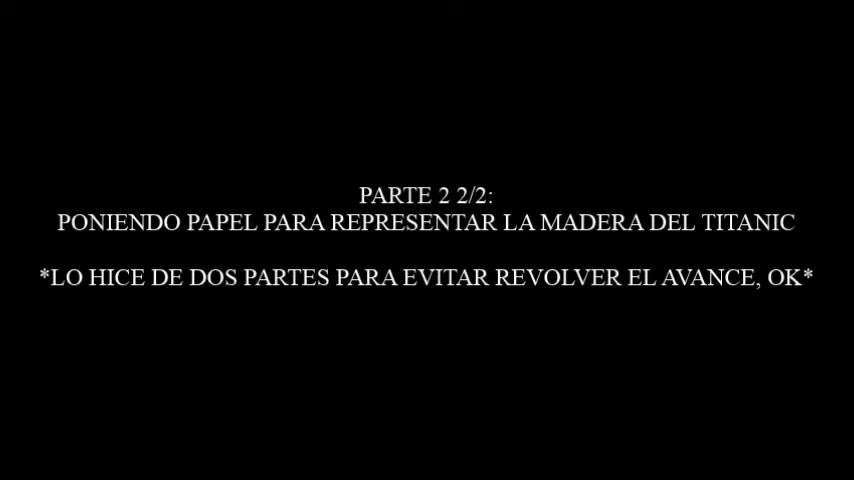 PARTE 2 2/2:
PONIENDO PAPEL PARA REPRESENTAR LA MADERA DEL TITANIC
*LO HICE DE DOS PARTES PARA EVITAR REVOLVER EL AVANCE, OK*